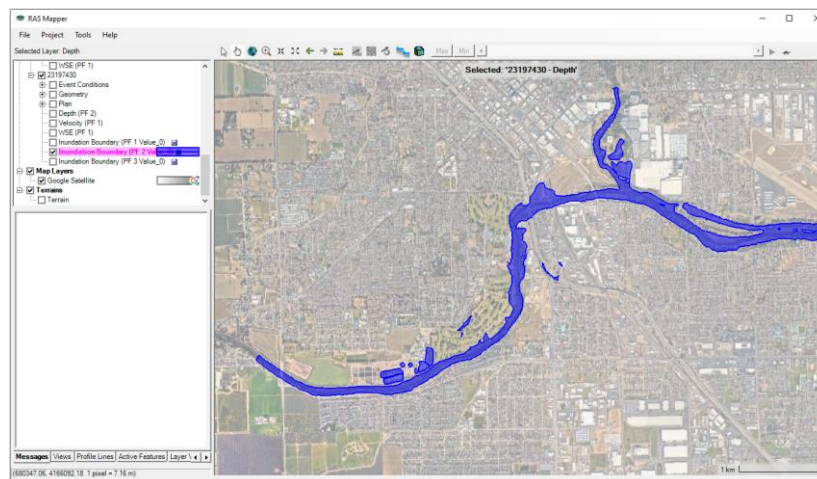 RAS Mapper
File Project Tools Help
Selected Layer: Depth
Max Min
WSE (PF 1)
23197430
Event Conditions
Geometry
Plan
Depth (PF 2)
Velocity (PF 1)
WSE (PF 1)
Inundation Boundary (PF 1 Value_0)
Inundation Boundary (PF 2 Val
Inundation Boundary (PF 3 Value_0)
Map Layers
Google Satellite
Terrains
Terrain
Selected: '23197430 - Depth'
1 km
Messages Views Profile Lines Active Features Layer
(680347.06, 4166092.18 1 pixel = 7.16 m)